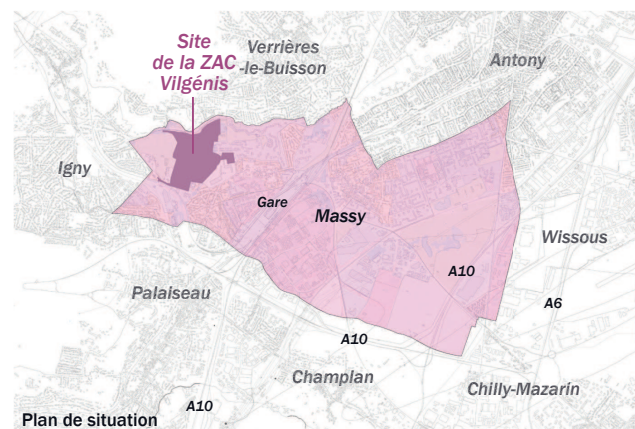 Site
de la ZAC
Vilgénis
Verrières
-le-Buisson
Antony
Igny
Gare
Massy
Wissous
A10
A6
Palaiseau
A10
Champlan
Chilly-Mazarin
A10
Plan de situation